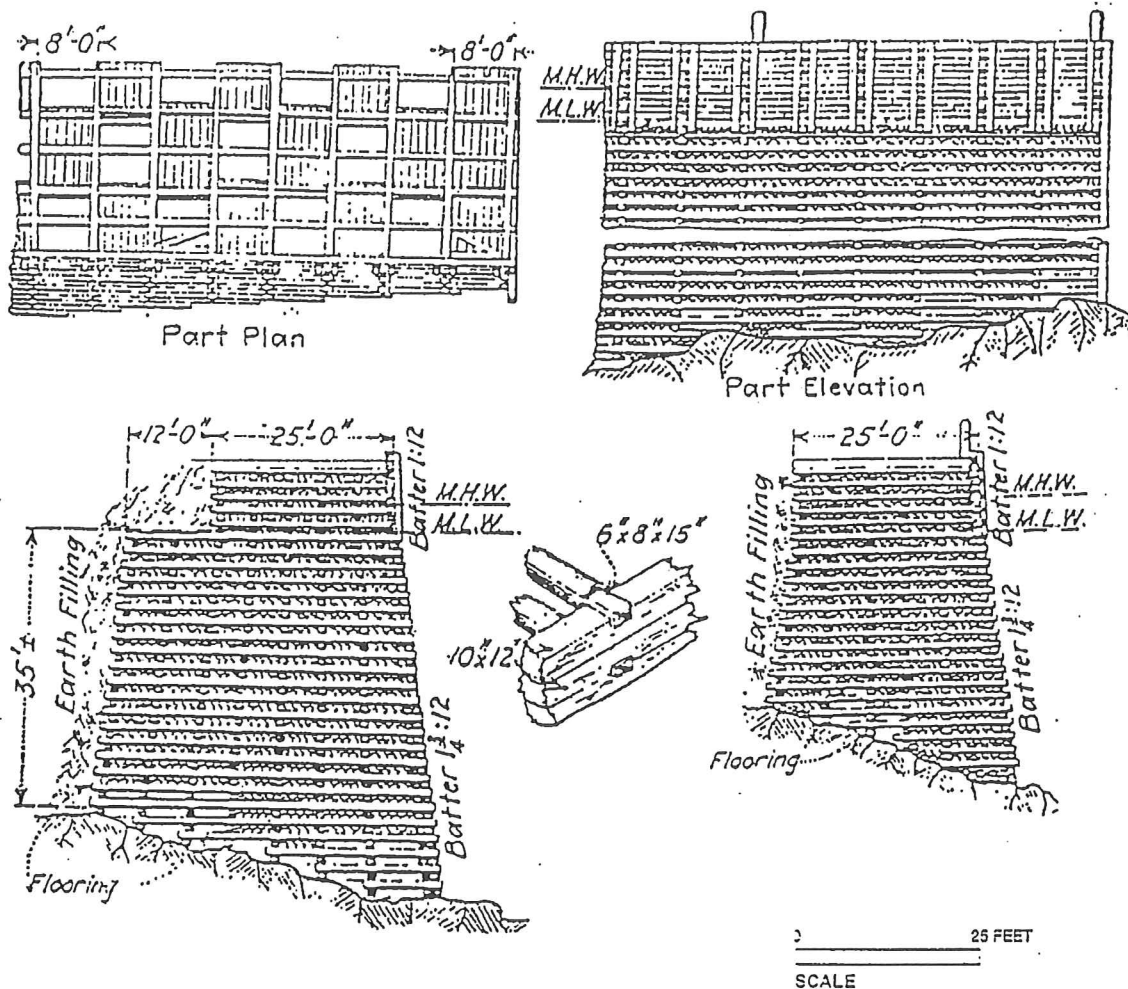 8'-0"
8'-0"
M.H.W.
M.L.W.
Part Plan
Part Elevation
12'-0"
25'-0"
Batter 1:12
M.H.W.
M.L.W.
35'±
Earth Filling
Batter 1¾:12
Flooring
6"x8"x15"
10"x12"
25'-0"
Batter 1:12
M.H.W.
M.L.W.
Earth Filling
Batter 1¾:12
Flooring
25 FEET
SCALE